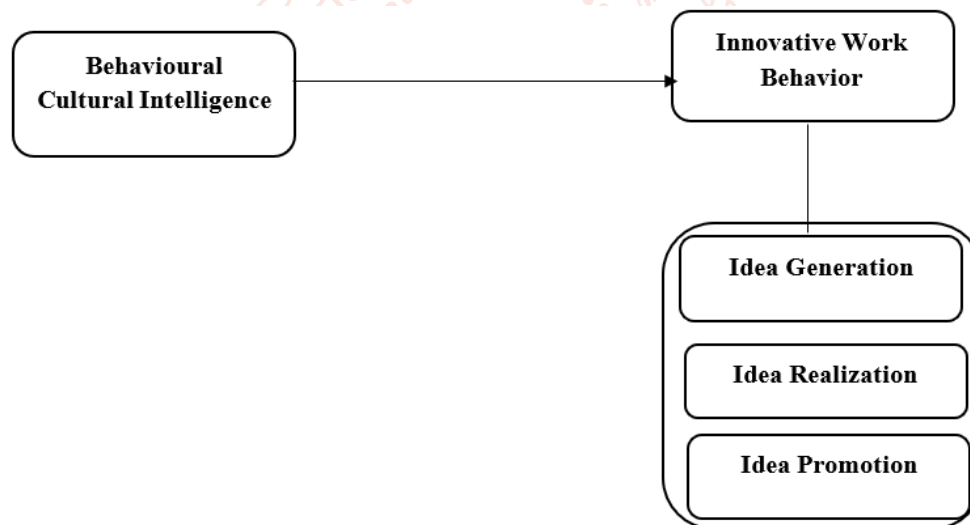 Behavioural
Cultural Intelligence
Innovative Work
Behavior
Idea Generation
Idea Realization
Idea Promotion